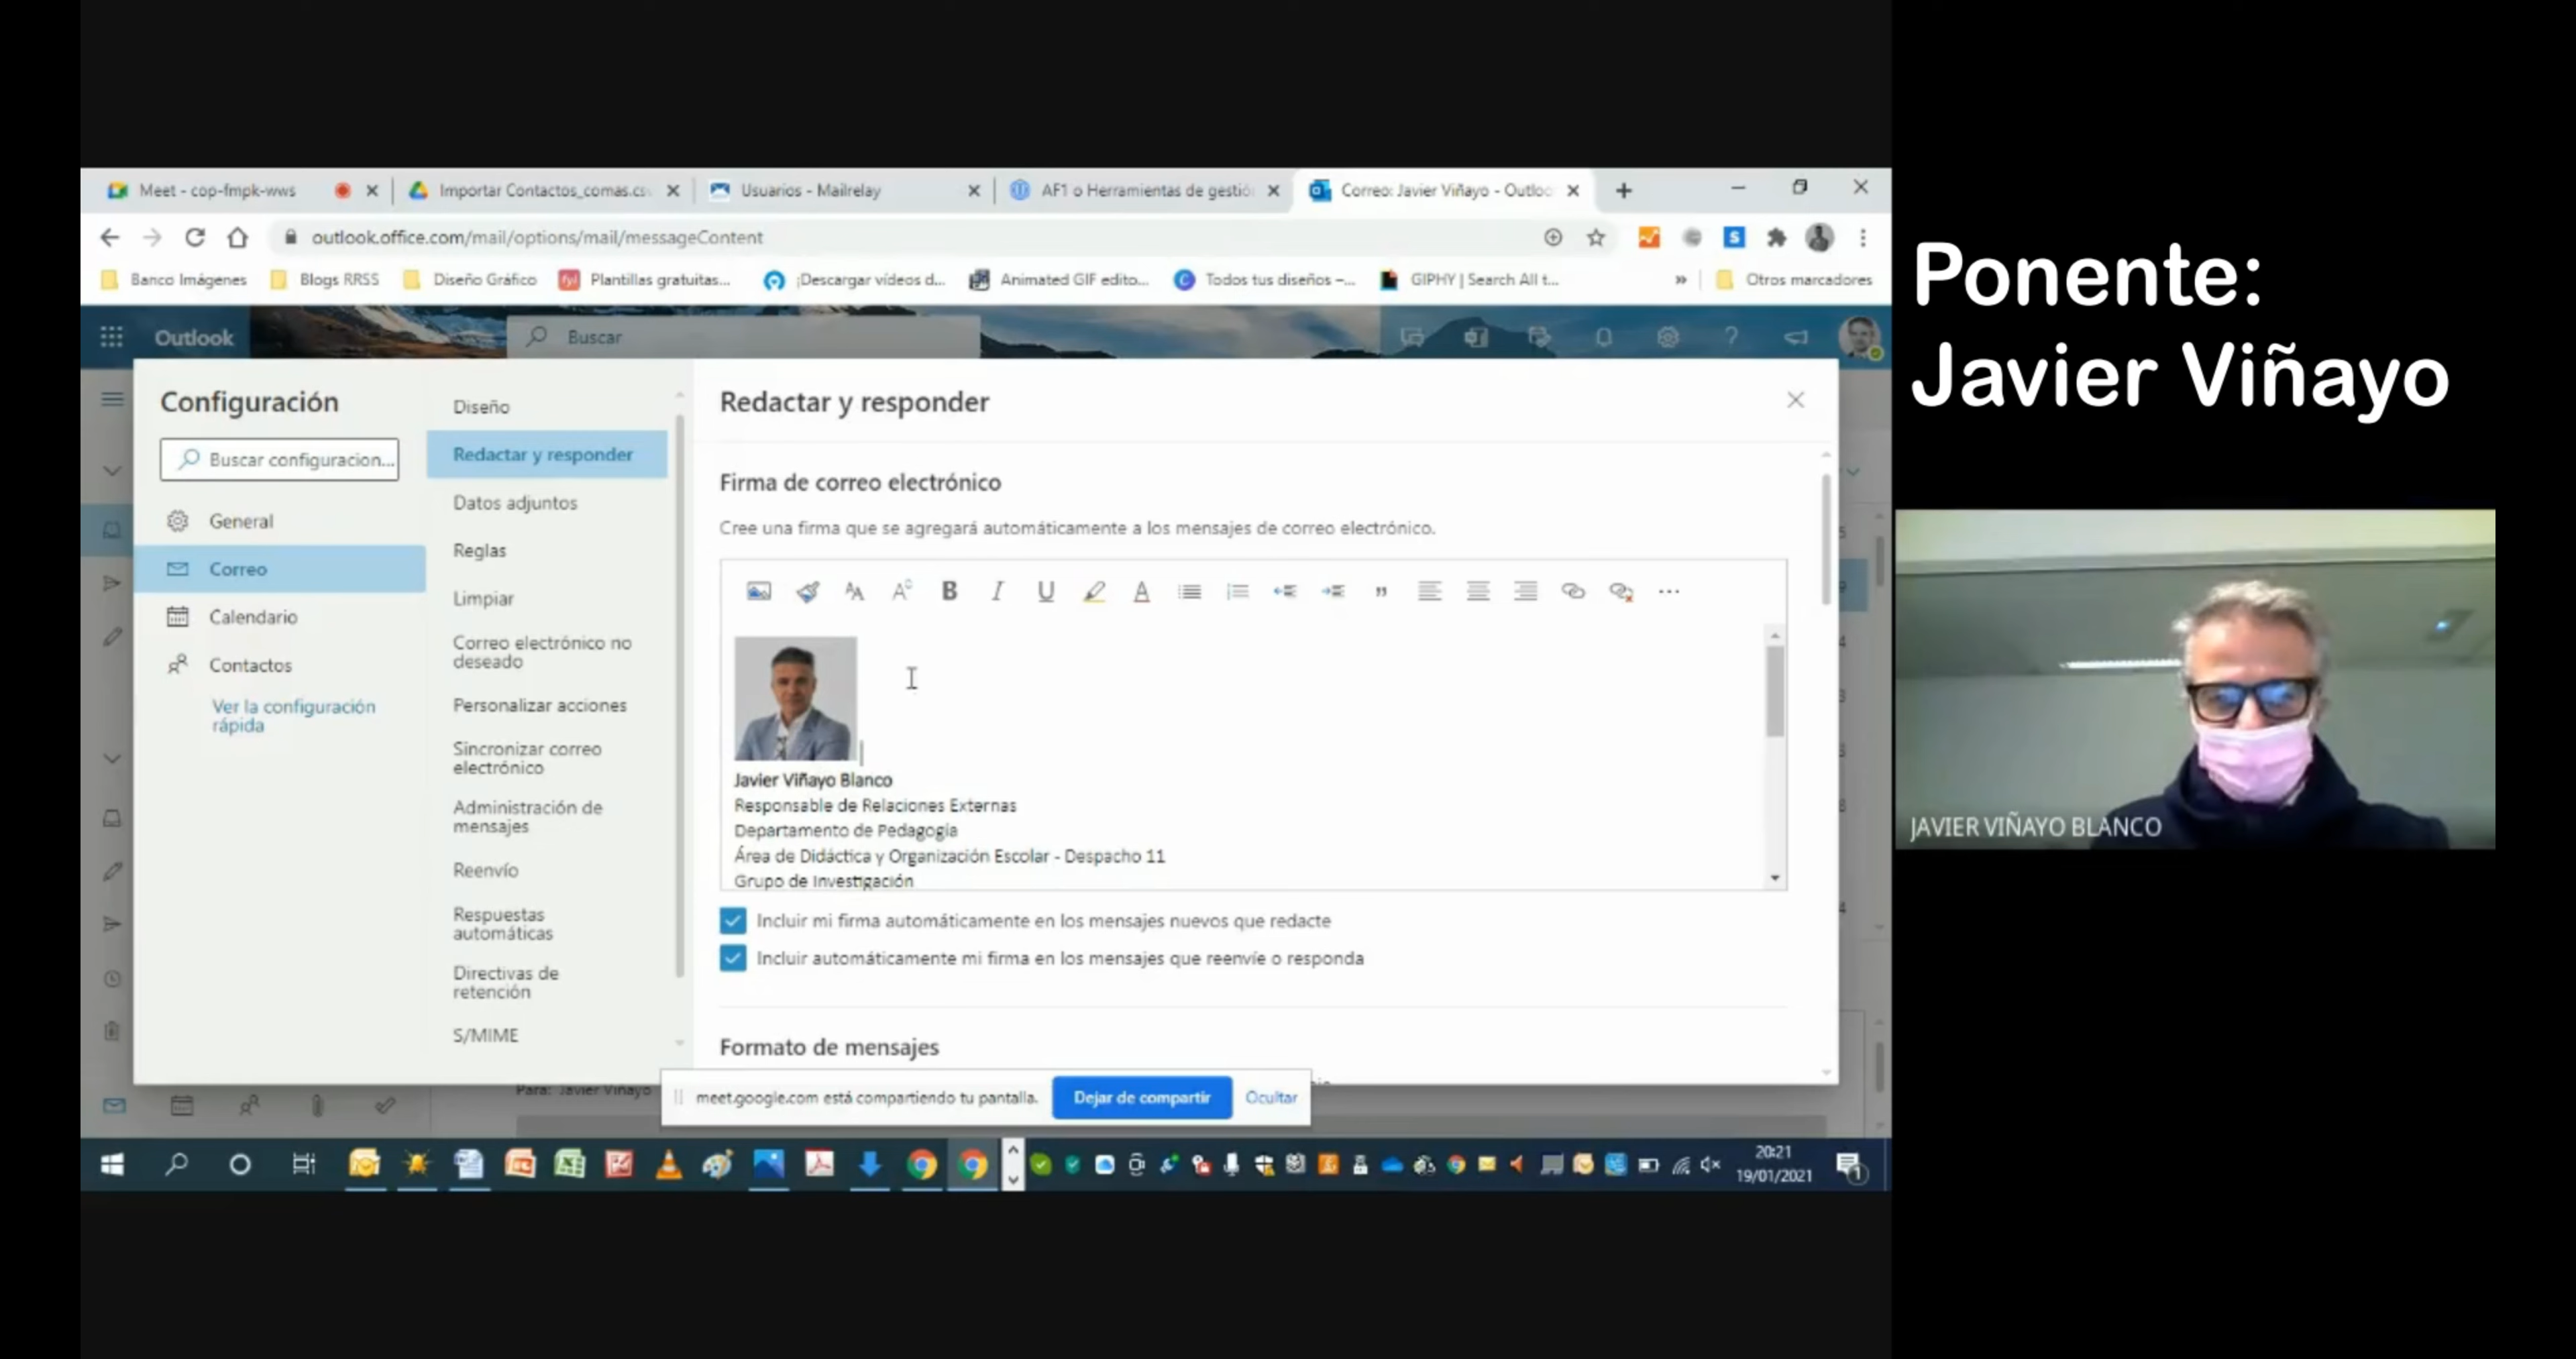 Meet - cop-fmpk-wws
Importar Contactos_comas.cs
Usuarios - Mailrelay
AF1 o Herramientas de gestió
Correo: Javier Viñayo - Outloo
outlook.office.com/mail/options/mail/messageContent
Banco Imágenes
Blogs RRSS
Diseño Gráfico
Plantillas gratuitas...
¡Descargar vídeos d...
Animated GIF edito...
Todos tus diseños –...
GIPHY | Search All t...
»
Otros marcadores
Outlook
Buscar
Configuración
Buscar configuracion...
General
Correo
Calendario
Contactos
Ver la configuración
rápida
Diseño
Redactar y responder
Datos adjuntos
Reglas
Limpiar
Correo electrónico no
deseado
Personalizar acciones
Sincronizar correo
electrónico
Administración de
mensajes
Reenvío
Respuestas
automáticas
Directivas de
retención
S/MIME
Redactar y responder
Firma de correo electrónico
Cree una firma que se agregará automáticamente a los mensajes de correo electrónico.
Javier Viñayo Blanco
Responsable de Relaciones Externas
Departamento de Pedagogía
Área de Didáctica y Organización Escolar - Despacho 11
Grupo de Investigación
Incluir mi firma automáticamente en los mensajes nuevos que redacte
Incluir automáticamente mi firma en los mensajes que reenvíe o responda
Formato de mensajes
Para: Javier Viñayo
meet.google.com está compartiendo tu pantalla.
Dejar de compartir
Ocultar
20:21
19/01/2021
Ponente:
Javier Viñayo
JAVIER VIÑAYO BLANCO